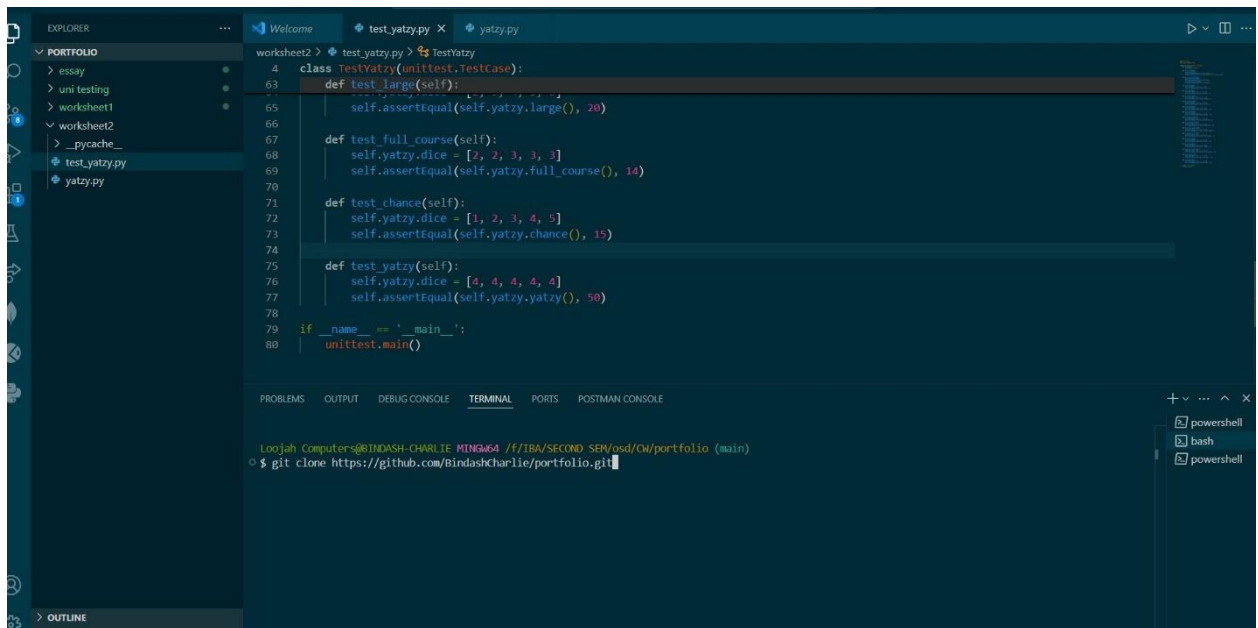 EXPLORER
PORTFOLIO
essay
uni testing
worksheet1
worksheet2
__pycache__
test_yatzy.py
yatzy.py
OUTLINE
8
1
Welcome test_yatzy.py yatzy.py
worksheet2 > test_yatzy.py > TestYatzy
4 class TestYatzy(unittest.TestCase):
63 def test_large(self):
65 self.assertEqual(self.yatzy.large(), 20)
66
67 def test_full_course(self):
68 self.yatzy.dice = [2, 2, 3, 3, 3]
69 self.assertEqual(self.yatzy.full_course(), 14)
70
71 def test_chance(self):
72 self.yatzy.dice = [1, 2, 3, 4, 5]
73 self.assertEqual(self.yatzy.chance(), 15)
74
75 def test_yatzy(self):
76 self.yatzy.dice = [4, 4, 4, 4, 4]
77 self.assertEqual(self.yatzy.yatzy(), 50)
78
79 if __name__ == '__main__':
80 unittest.main()
PROBLEMS OUTPUT DEBUG CONSOLE TERMINAL PORTS POSTMAN CONSOLE
Loojah Computers@BINDASH-CHARLIE MINGW64 /f/IBA/SECOND SEM/osd/CW/portfolio (main)
$ git clone https://github.com/BindashCharlie/portfolio.git
powershell
bash
powershell